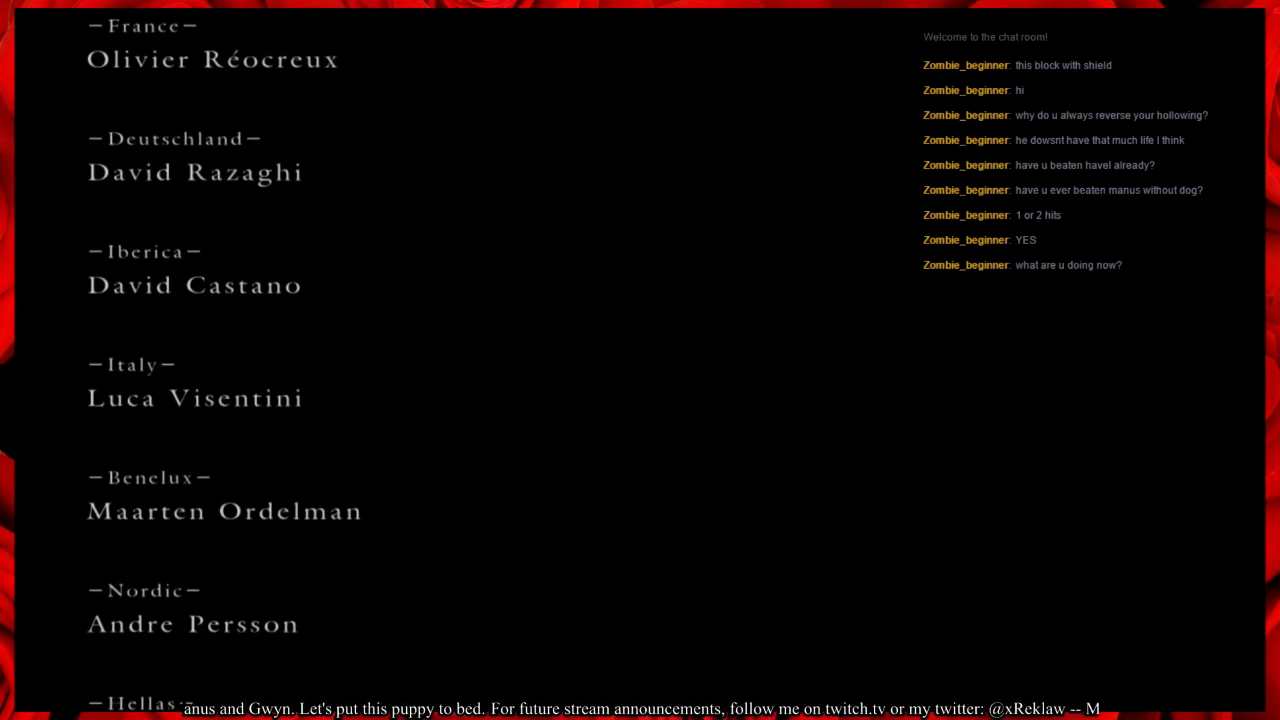 －France－
Olivier Réocreux
－Deutschland－
David Razaghi
－Iberica－
David Castano
－Italy－
Luca Visentini
－Benelux－
Maarten Ordelman
－Nordic－
Andre Persson
－Hellas－
Welcome to the chat room!
Zombie_beginner: this block with shield
Zombie_beginner: hi
Zombie_beginner: why do u always reverse your hollowing?
Zombie_beginner: he dowsnt have that much life I think
Zombie_beginner: have u beaten havel already?
Zombie_beginner: have u ever beaten manus without dog?
Zombie_beginner: 1 or 2 hits
Zombie_beginner: YES
Zombie_beginner: what are u doing now?
anus and Gwyn. Let's put this puppy to bed. For future stream announcements, follow me on twitch.tv or my twitter: @xReklaw -- M